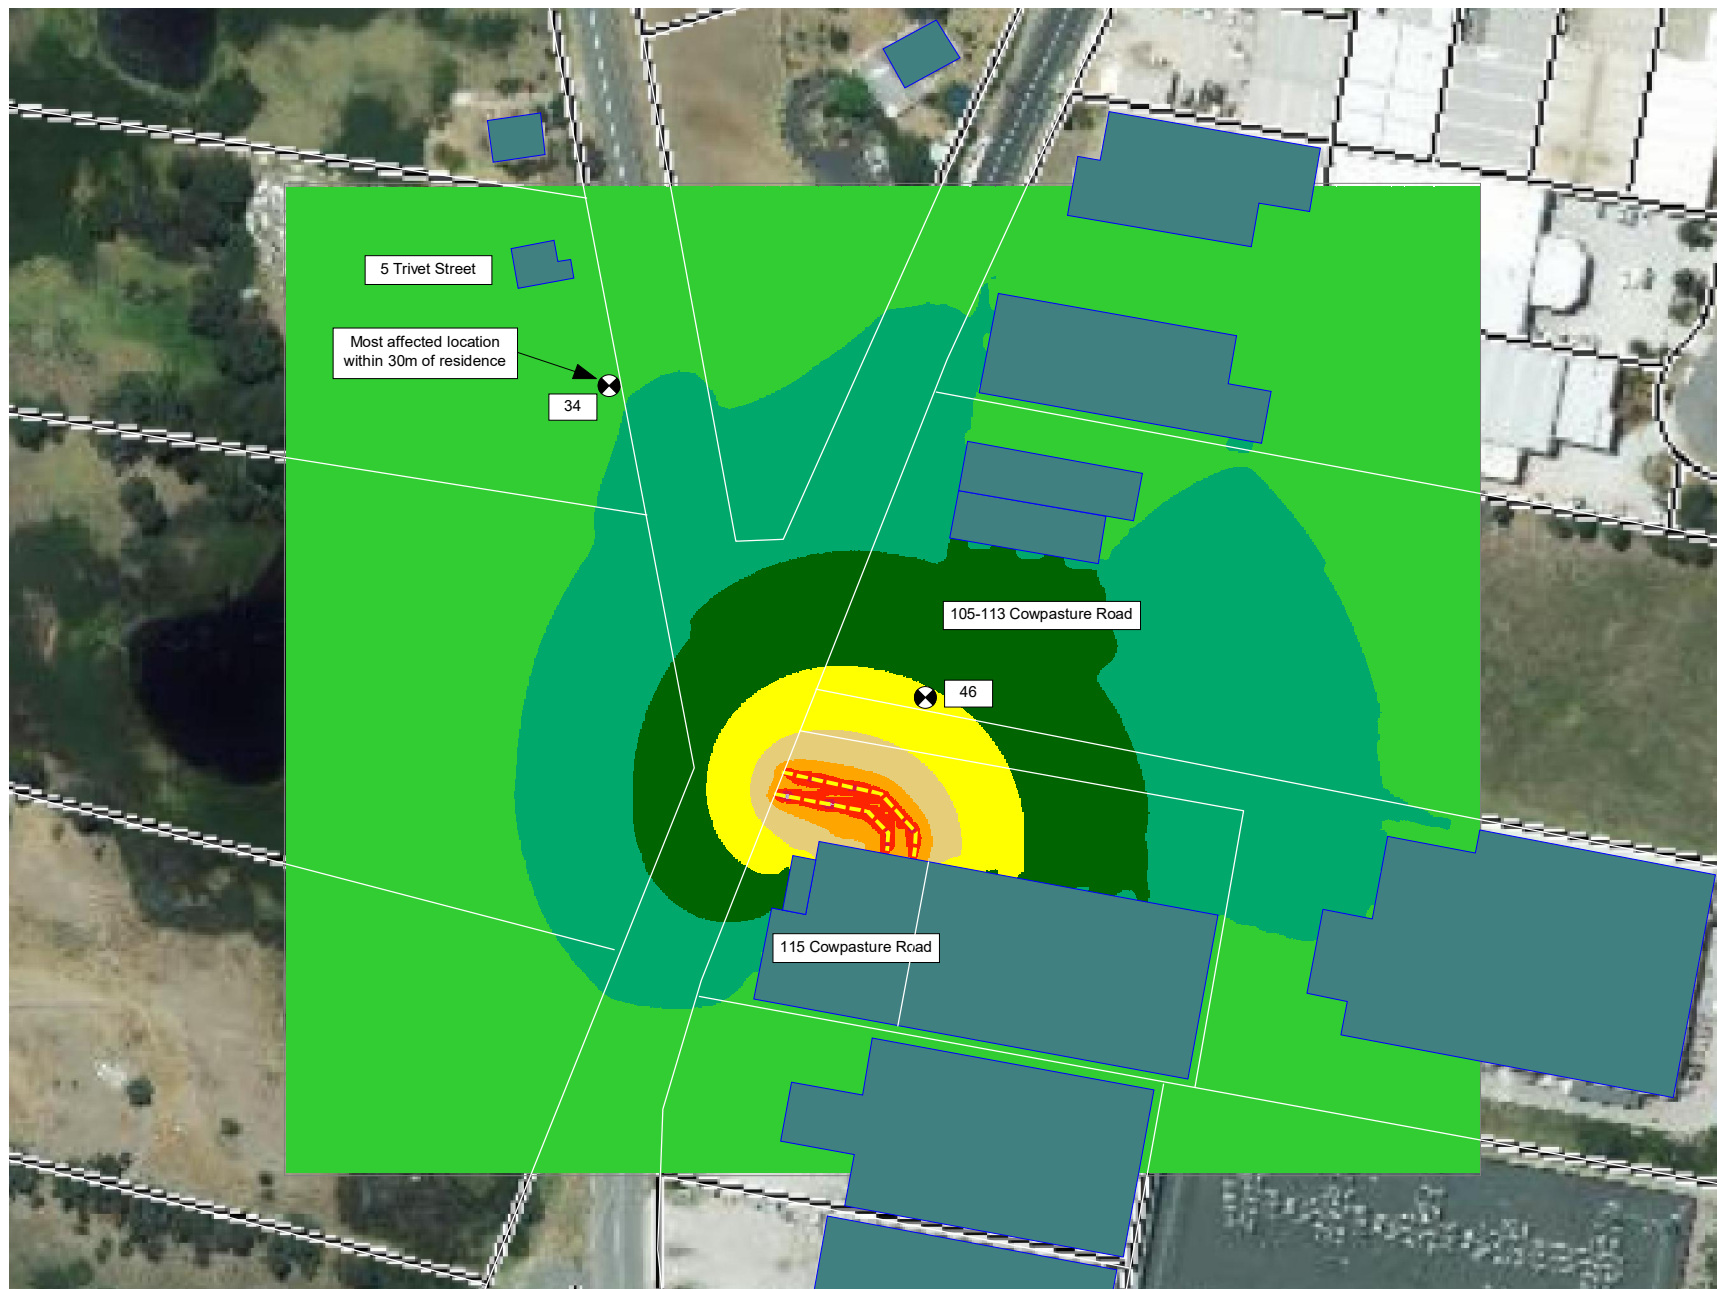 5 Trivet Street
Most affected location
within 30m of residence
34
105-113 Cowpasture Road
46
115 Cowpasture Road